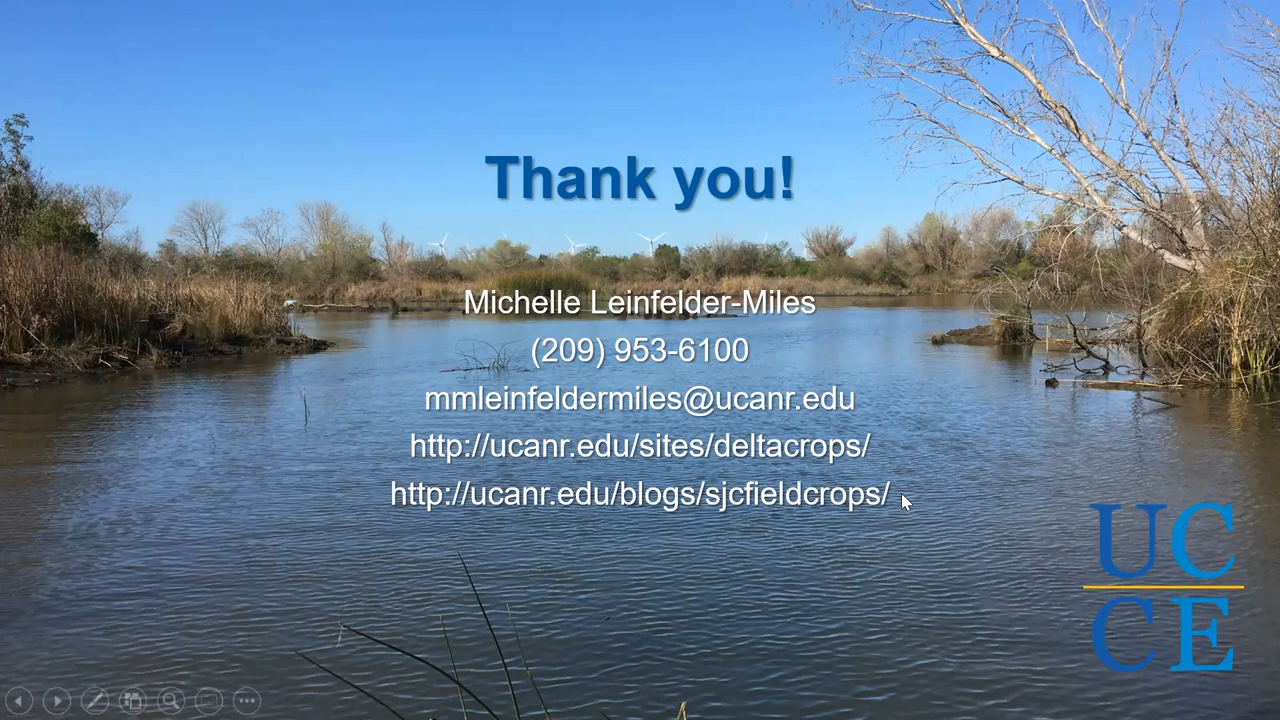 Thank you!
Michelle Leinfelder-Miles
(209) 953-6100
mmleinfeldermiles@ucanr.edu
http://ucanr.edu/sites/deltacrops/
http://ucanr.edu/blogs/sjcfieldcrops/
UC
CE